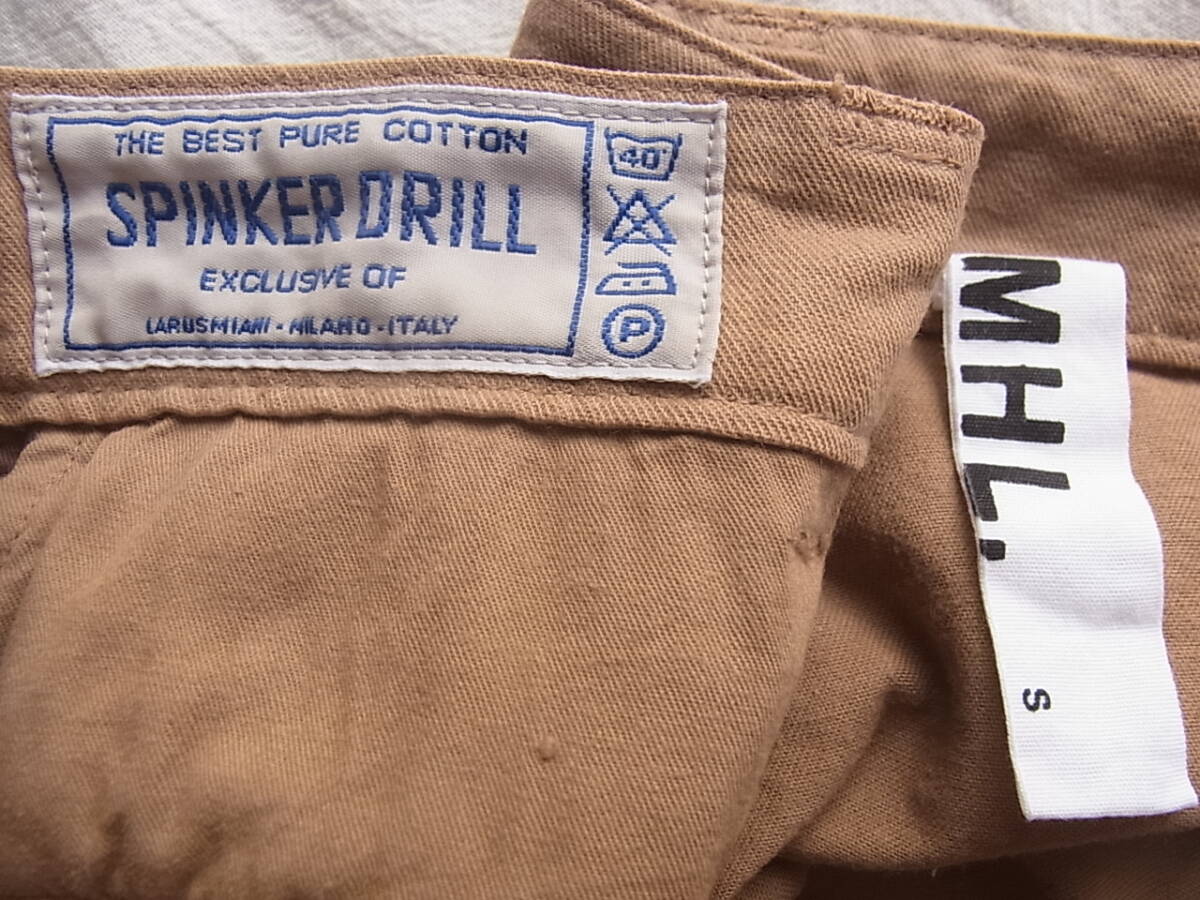 THE BEST PURE COTTON
SPINKER DRILL
EXCLUSIVE OF
LARUSMIANI - MILANO - ITALY
40°
P
MHL.
S